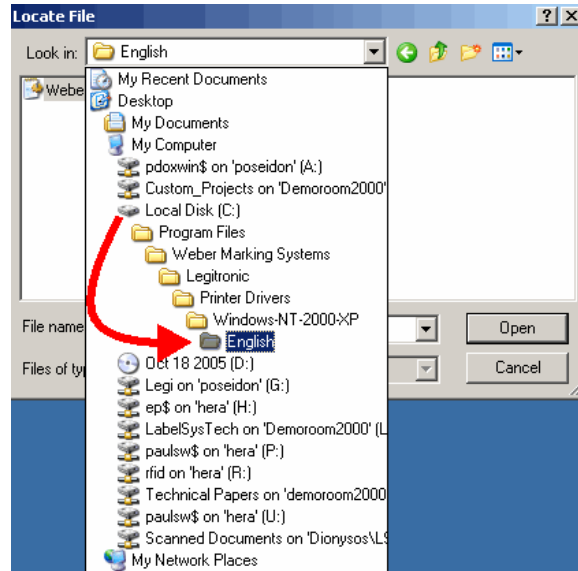 Locate File
Look in: English
My Recent Documents
Desktop
My Documents
My Computer
pdoxwin$ on 'poseidon' (A:)
Custom_Projects on 'Demoroom2000'
Local Disk (C:)
Program Files
Weber Marking Systems
Legitronic
Printer Drivers
Windows-NT-2000-XP
English
Oct 18 2005 (D:)
Legi on 'poseidon' (G:)
ep$ on 'hera' (H:)
LabelSysTech on 'Demoroom2000' (L
paulsw$ on 'hera' (P:)
rfid on 'hera' (R:)
Technical Papers on 'demoroom2000
paulsw$ on 'hera' (U:)
Scanned Documents on 'Dionysos\LS
My Network Places
Webe
File name
Open
Files of ty
Cancel